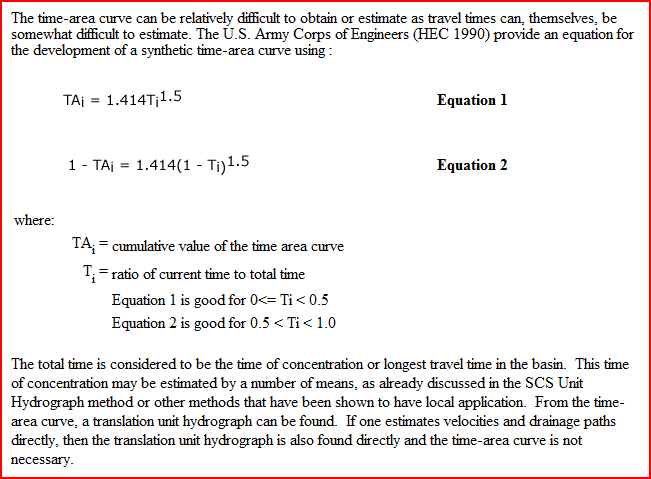 The time-area curve can be relatively difficult to obtain or estimate as travel times can, themselves, be
somewhat difficult to estimate. The U.S. Army Corps of Engineers (HEC 1990) provide an equation for
the development of a synthetic time-area curve using :
TAi = 1.414Ti1.5 Equation 1
1 - TAi = 1.414(1 - Ti)1.5 Equation 2
where:
TAi = cumulative value of the time area curve
Ti = ratio of current time to total time
Equation 1 is good for 0<= Ti < 0.5
Equation 2 is good for 0.5 < Ti < 1.0
The total time is considered to be the time of concentration or longest travel time in the basin. This time
of concentration may be estimated by a number of means, as already discussed in the SCS Unit
Hydrograph method or other methods that have been shown to have local application. From the time-
area curve, a translation unit hydrograph can be found. If one estimates velocities and drainage paths
directly, then the translation unit hydrograph is also found directly and the time-area curve is not
necessary.